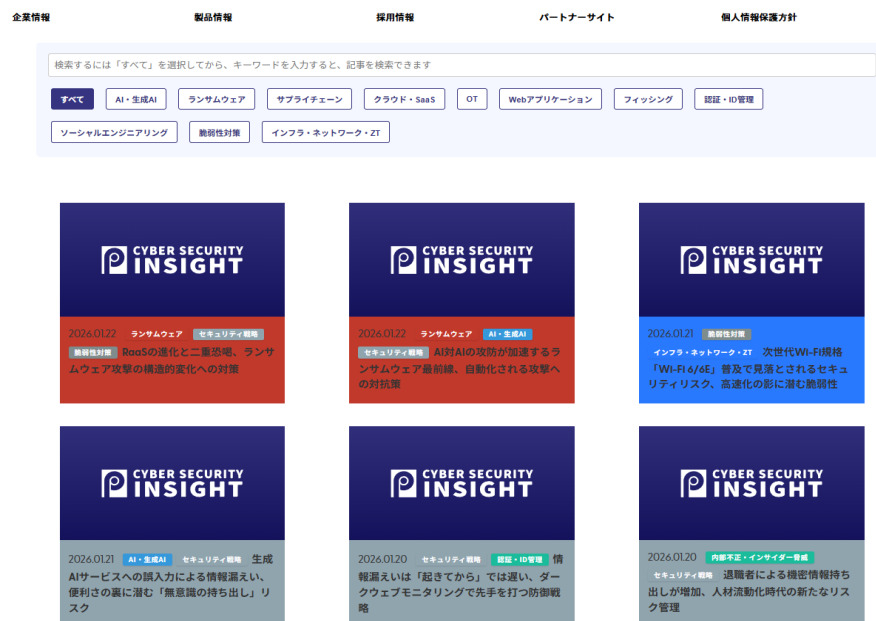 企業情報 製品情報 採用情報 パートナーサイト 個人情報保護方針
検索するには「すべて」を選択してから、キーワードを入力すると、記事を検索できます
すべて AI・生成AI ランサムウェア サプライチェーン クラウド・SaaS OT Webアプリケーション フィッシング 認証・ID管理
ソーシャルエンジニアリング 脆弱性対策 インフラ・ネットワーク・ZT
CYBER SECURITY
INSIGHT
2026.01.22 ランサムウェア セキュリティ戦略
脆弱性対策 RaaSの進化と二重恐喝、ランサ
ムウェア攻撃の構造的変化への対策
CYBER SECURITY
INSIGHT
2026.01.22 ランサムウェア AI・生成AI
セキュリティ戦略 AI対AIの攻防が加速するラ
ンサムウェア最前線、自動化される攻撃へ
の対抗策
CYBER SECURITY
INSIGHT
2026.01.21 脆弱性対策
インフラ・ネットワーク・ZT 次世代Wi-Fi規格
「Wi-Fi 6/6E」普及で見落とされるセキュ
リティリスク、高速化の影に潜む脆弱性
CYBER SECURITY
INSIGHT
2026.01.21 AI・生成AI セキュリティ戦略 生成
AIサービスへの誤入力による情報漏えい、
便利さの裏に潜む「無意識の持ち出し」リ
スク
CYBER SECURITY
INSIGHT
2026.01.20 セキュリティ戦略 認証・ID管理 情
報漏えいは「起きてから」では遅い、ダー
クウェブモニタリングで先手を打つ防御戦
略
CYBER SECURITY
INSIGHT
2026.01.20 内部不正・インサイダー脅威
セキュリティ戦略 退職者による機密情報持ち
出しが増加、人材流動化時代の新たなリス
ク管理